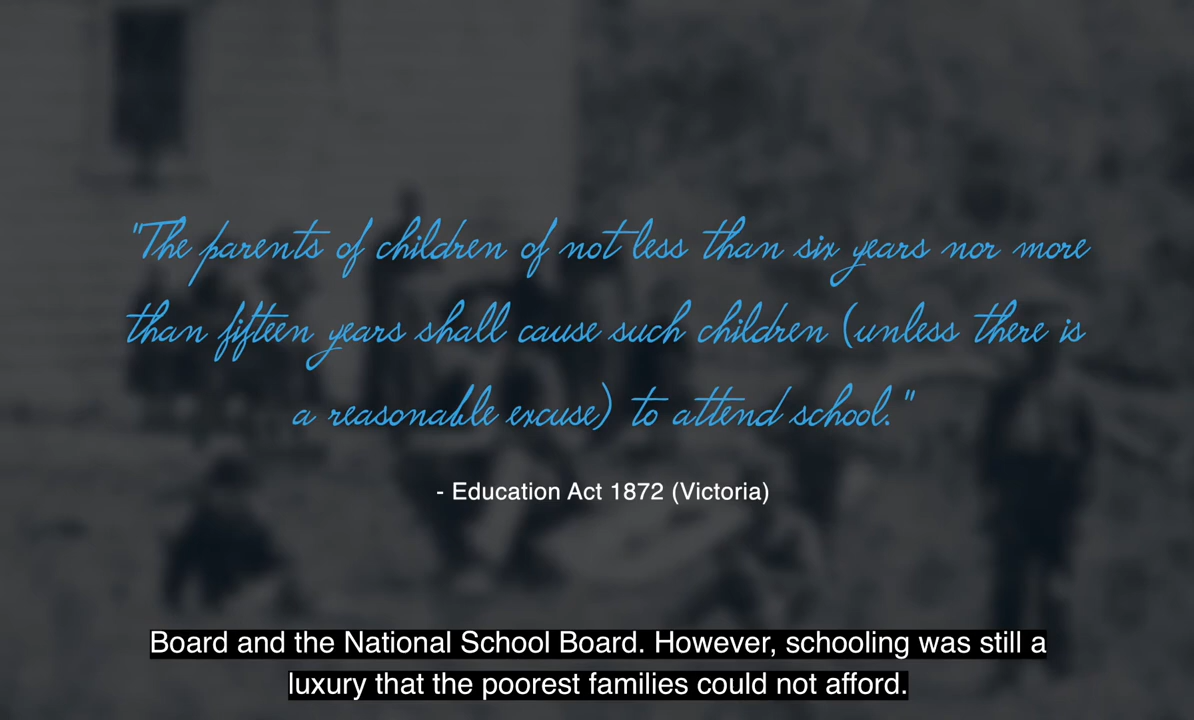 "The parents of children of not less than six years nor more
than fifteen years shall cause such children (unless there is
a reasonable excuse) to attend school."
- Education Act 1872 (Victoria)
Board and the National School Board. However, schooling was still a
luxury that the poorest families could not afford.